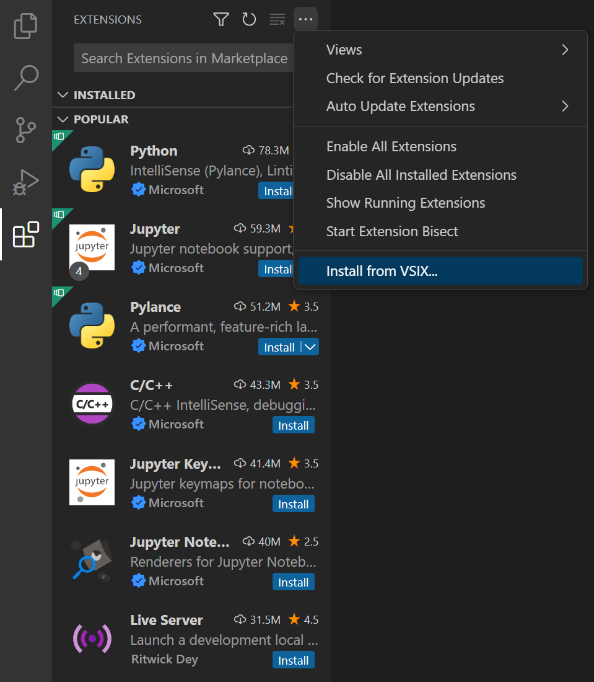 EXTENSIONS
Search Extensions in Marketplace
INSTALLED
POPULAR
Python 78.3M
IntelliSense (Pylance), Linti
Microsoft Install
Jupyter 59.3M
jupyter
Jupyter notebook support,
4
Microsoft Install
Pylance 51.2M 3.5
A performant, feature-rich la...
Microsoft Install
C/C++ 43.3M 3.5
C/C++
C/C++ IntelliSense, debuggi...
Microsoft Install
Jupyter Key... 41.4M 3.5
jupyter
Jupyter keymaps for notebo...
Microsoft Install
Jupyter Note... 40M 2.5
Renderers for Jupyter Noteb...
Microsoft Install
Live Server 31.5M 4.5
Launch a development local ...
Ritwick Dey Install
Views
Check for Extension Updates
Auto Update Extensions
Enable All Extensions
Disable All Installed Extensions
Show Running Extensions
Start Extension Bisect
Install from VSIX...